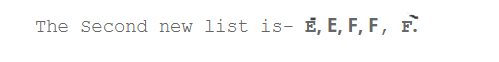 The Second new list is- Ė, E, F, F, F̃.